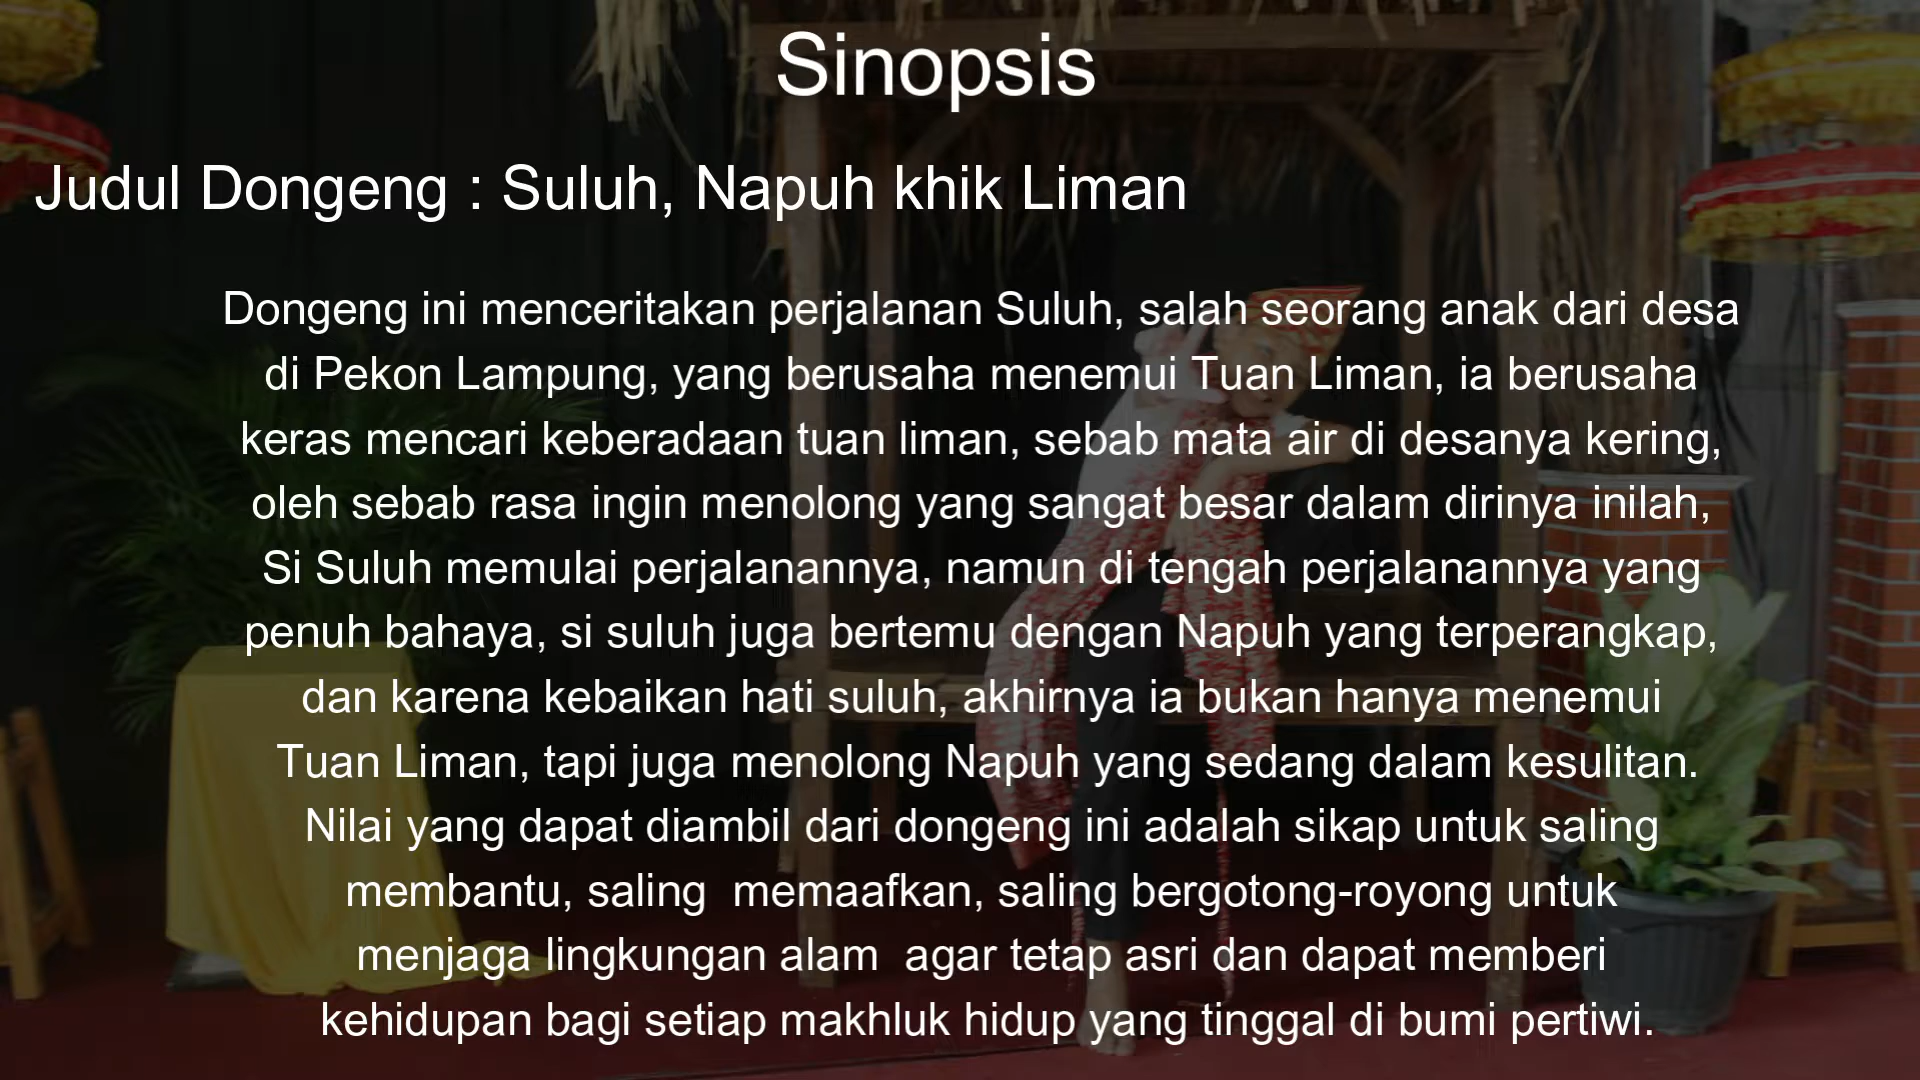 Sinopsis
Judul Dongeng : Suluh, Napuh khik Liman
Dongeng ini menceritakan perjalanan Suluh, salah seorang anak dari desa
di Pekon Lampung, yang berusaha menemui Tuan Liman, ia berusaha
keras mencari keberadaan tuan liman, sebab mata air di desanya kering,
oleh sebab rasa ingin menolong yang sangat besar dalam dirinya inilah,
Si Suluh memulai perjalanannya, namun di tengah perjalanannya yang
penuh bahaya, si suluh juga bertemu dengan Napuh yang terperangkap,
dan karena kebaikan hati suluh, akhirnya ia bukan hanya menemui
Tuan Liman, tapi juga menolong Napuh yang sedang dalam kesulitan.
Nilai yang dapat diambil dari dongeng ini adalah sikap untuk saling
membantu, saling  memaafkan, saling bergotong-royong untuk
menjaga lingkungan alam  agar tetap asri dan dapat memberi
kehidupan bagi setiap makhluk hidup yang tinggal di bumi pertiwi.